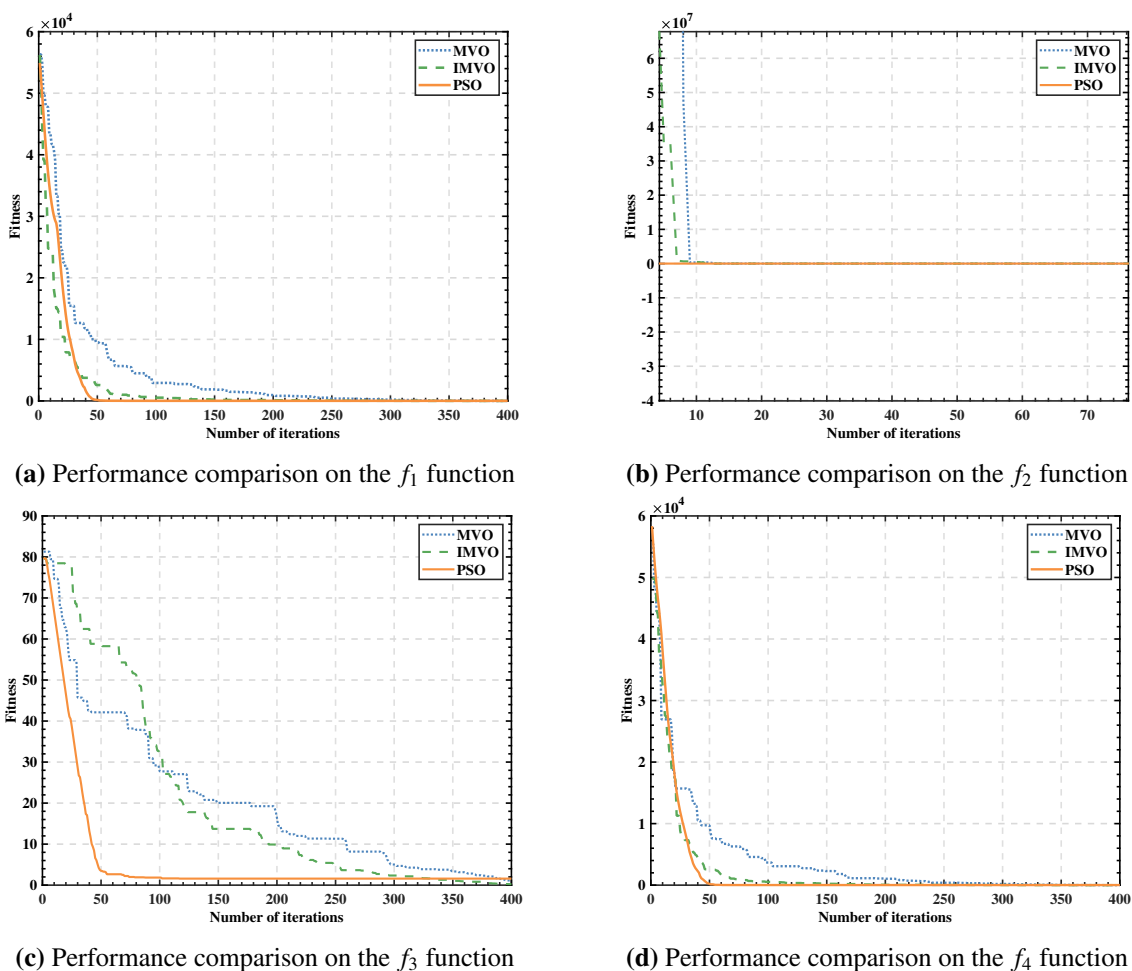 ×10⁴
6
5
4
3
2
1
0
Fitness
0 50 100 150 200 250 300 350 400
Number of iterations
MVO
IMVO
PSO
(a) Performance comparison on the f₁ function
×10⁷
6
5
4
3
2
1
0
-1
-2
-3
-4
Fitness
10 20 30 40 50 60 70
Number of iterations
MVO
IMVO
PSO
(b) Performance comparison on the f₂ function
90
80
70
60
50
40
30
20
10
0
Fitness
0 50 100 150 200 250 300 350 400
Number of iterations
MVO
IMVO
PSO
(c) Performance comparison on the f₃ function
×10⁴
6
5
4
3
2
1
0
Fitness
0 50 100 150 200 250 300 350 400
Number of iterations
MVO
IMVO
PSO
(d) Performance comparison on the f₄ function